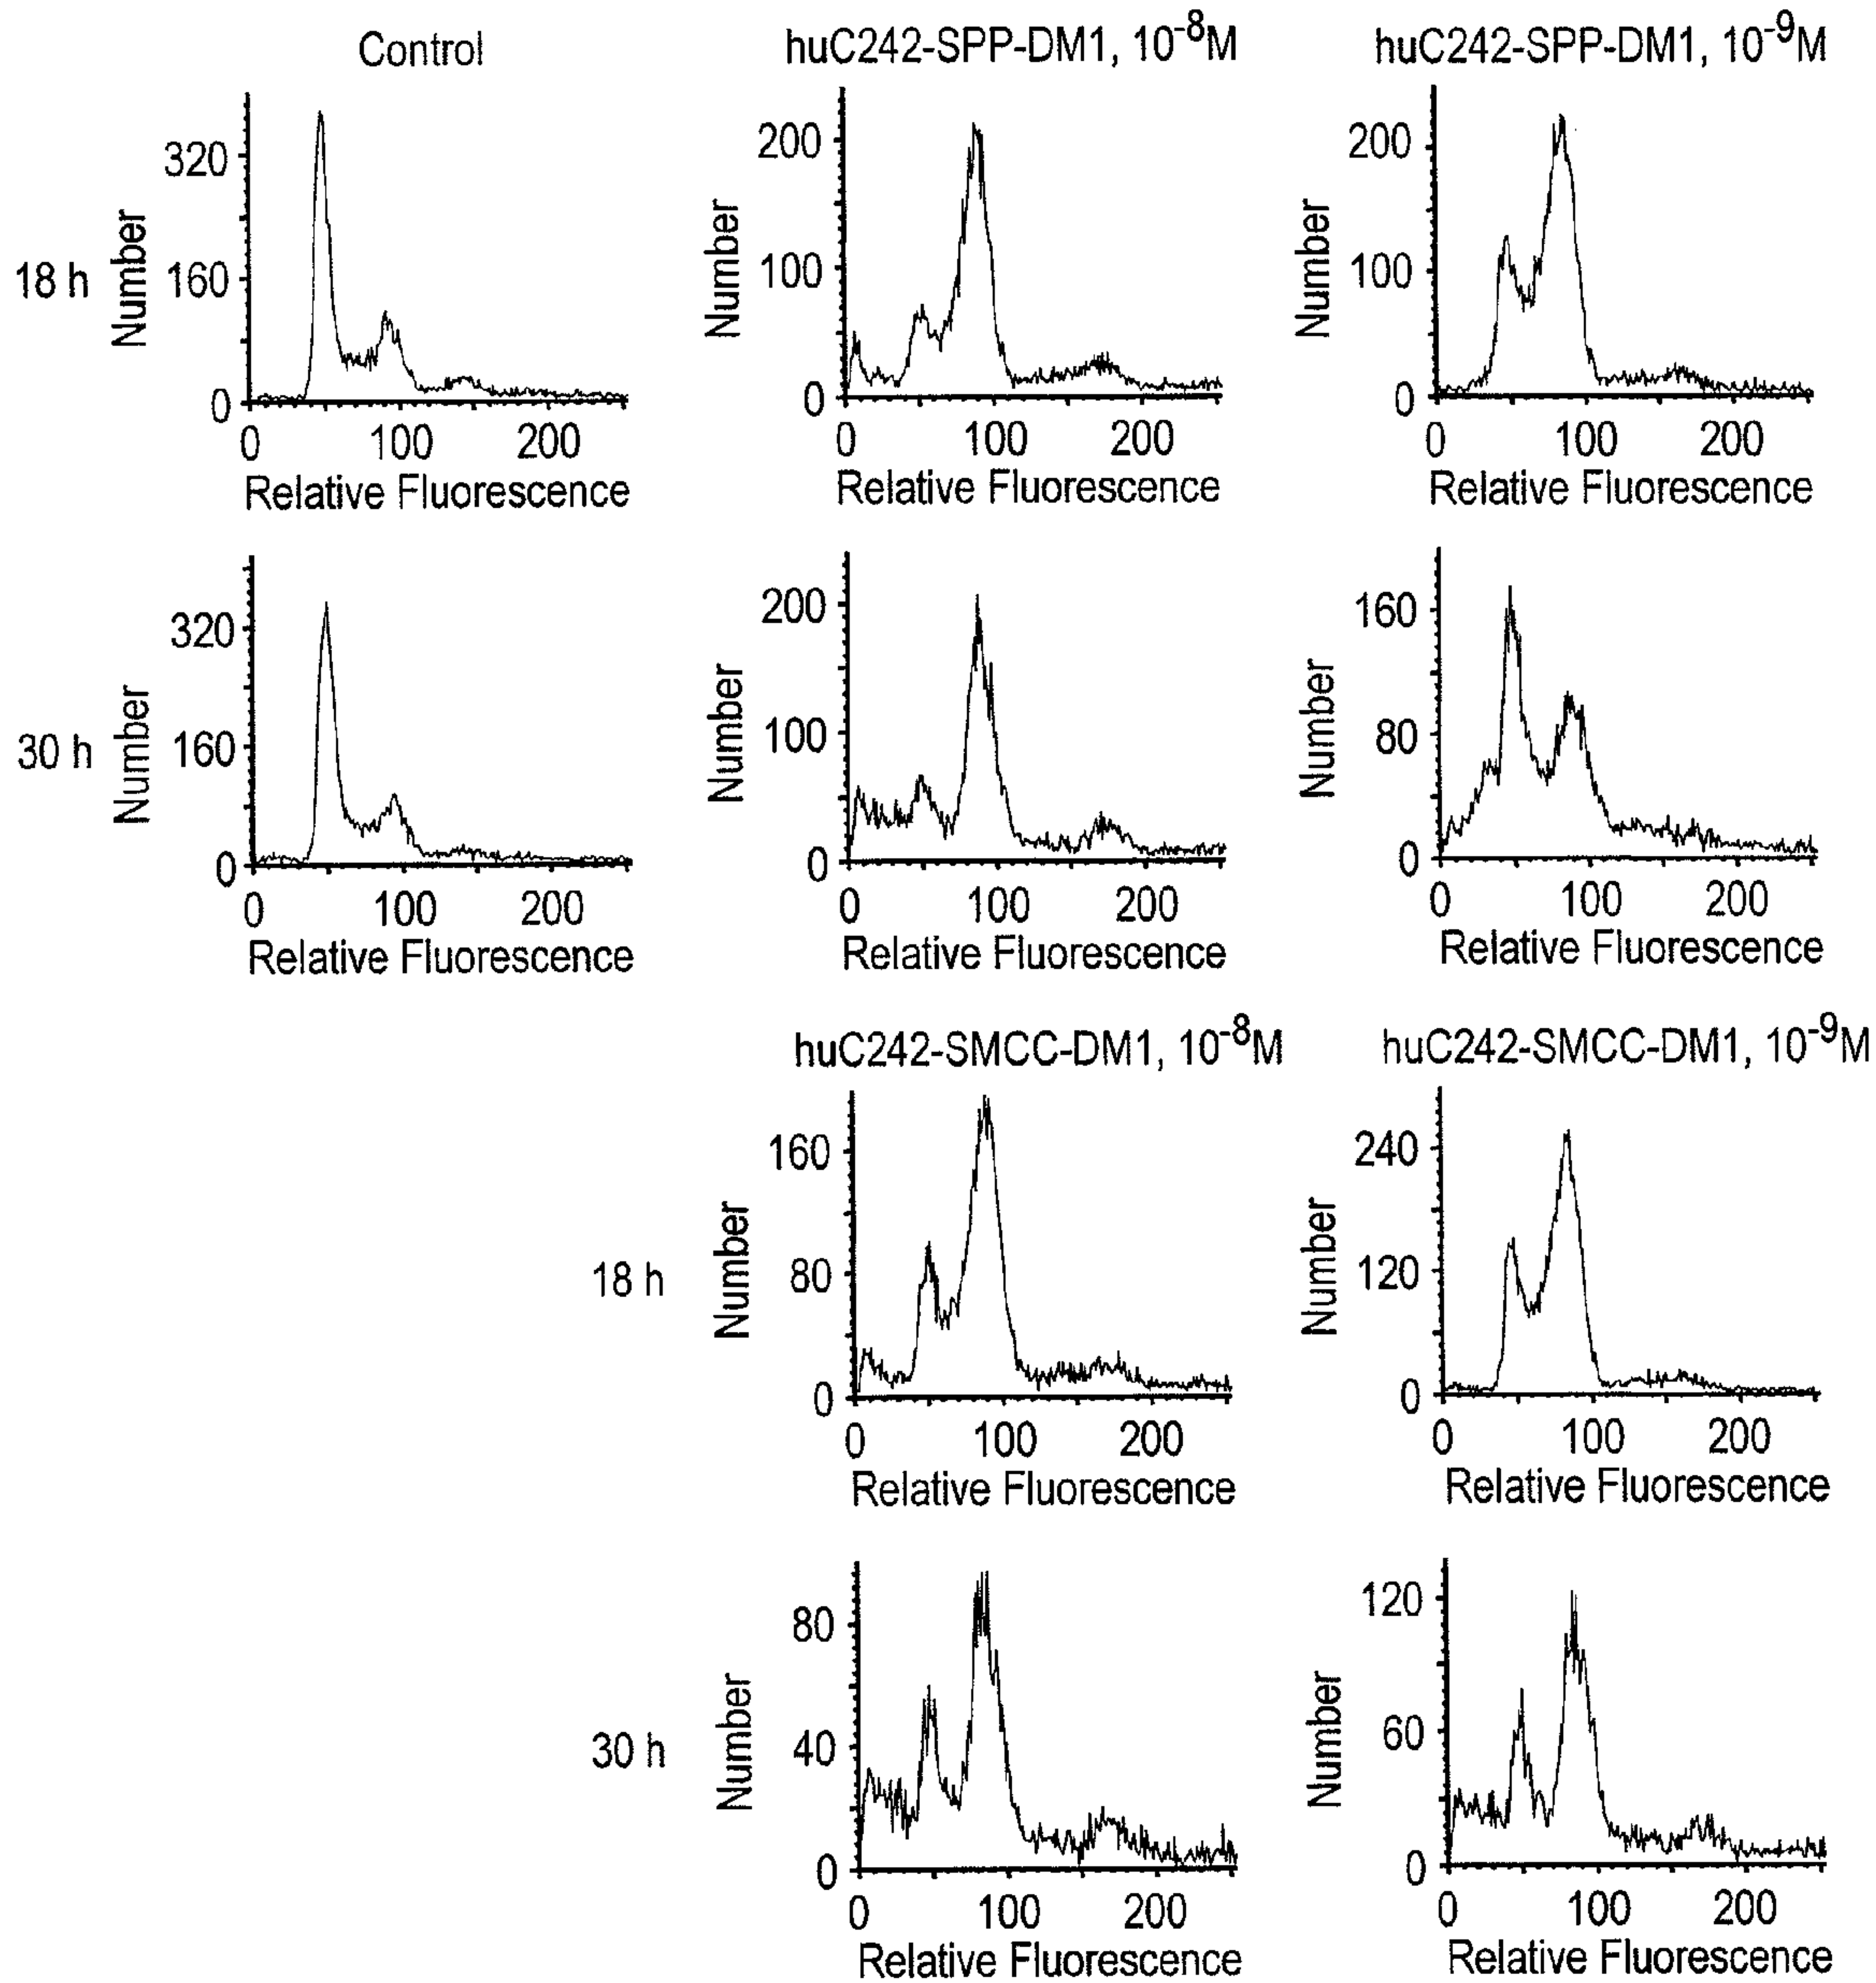 Control
huC242-SPP-DM1, 10⁻⁸M
huC242-SPP-DM1, 10⁻⁹M
18 h
Number
320
160
0
0 100 200
Relative Fluorescence
Number
200
100
0
0 100 200
Relative Fluorescence
Number
200
100
0
0 100 200
Relative Fluorescence
30 h
Number
320
160
0
0 100 200
Relative Fluorescence
Number
200
100
0
0 100 200
Relative Fluorescence
Number
160
80
0
0 100 200
Relative Fluorescence
huC242-SMCC-DM1, 10⁻⁸M
huC242-SMCC-DM1, 10⁻⁹M
18 h
Number
160
80
0
0 100 200
Relative Fluorescence
Number
240
120
0
0 100 200
Relative Fluorescence
30 h
Number
80
40
0
0 100 200
Relative Fluorescence
Number
120
60
0
0 100 200
Relative Fluorescence